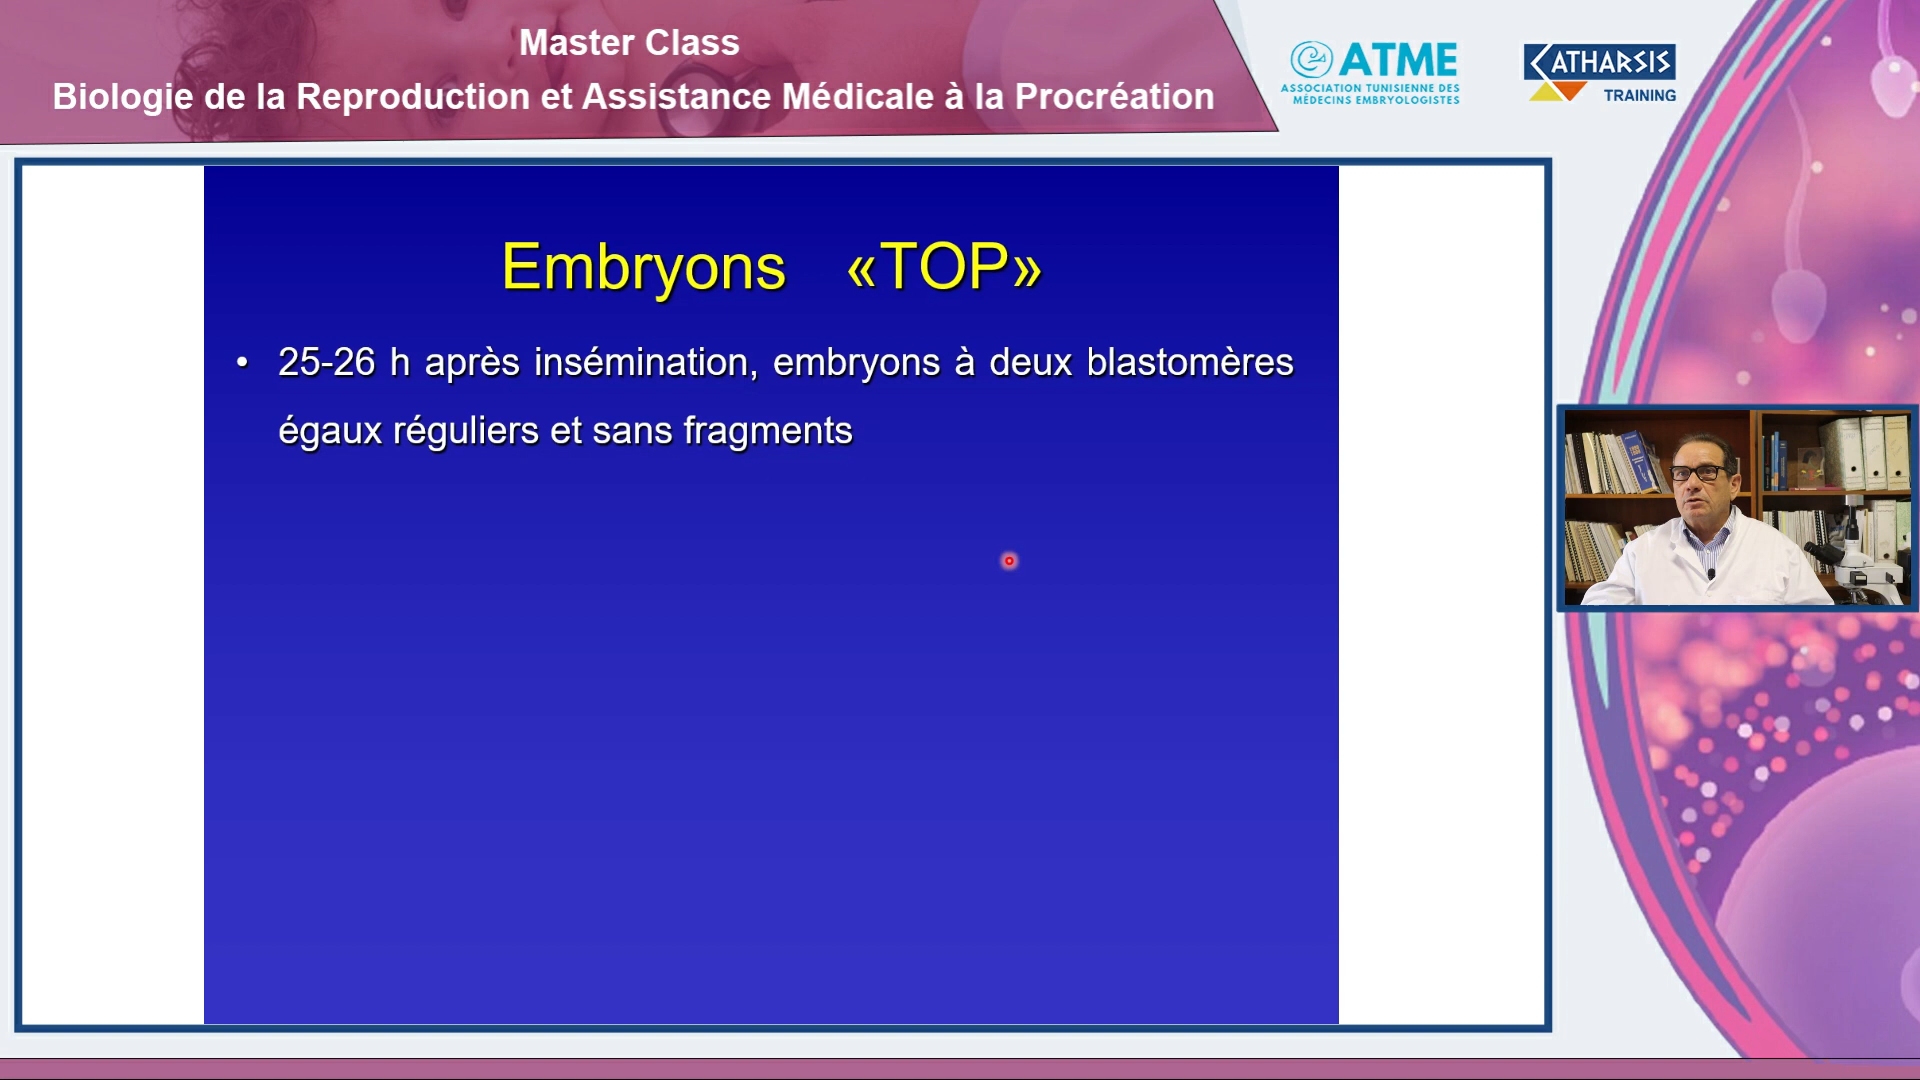 Master Class
Biologie de la Reproduction et Assistance Médicale à la Procréation
ATME
ASSOCIATION TUNISIENNE DES
MÉDECINS EMBRYOLOGISTES
KATHARSIS
TRAINING
Embryons «TOP»
• 25-26 h après insémination, embryons à deux blastomères
égaux réguliers et sans fragments